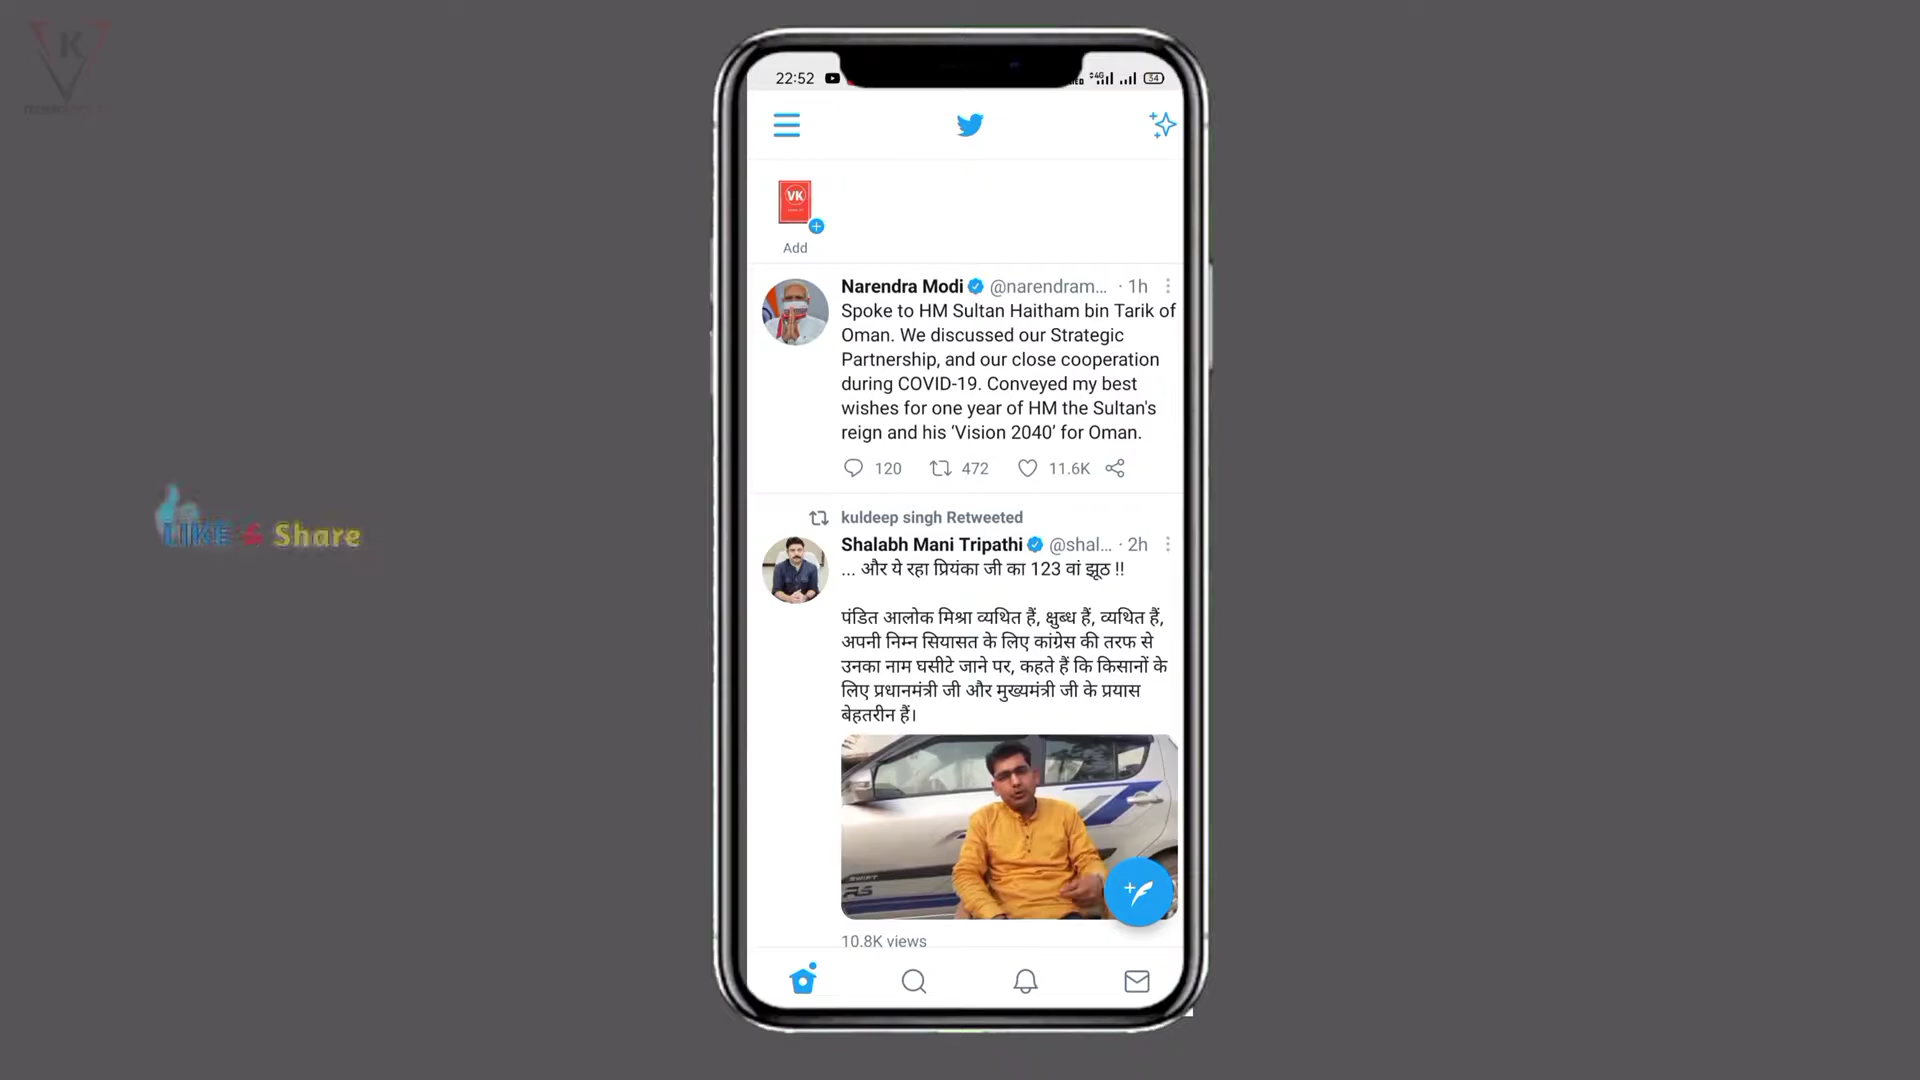 K
22:52
54
VK
Add
Narendra Modi @narendram... · 1h
Spoke to HM Sultan Haitham bin Tarik of
Oman. We discussed our Strategic
Partnership, and our close cooperation
during COVID-19. Conveyed my best
wishes for one year of HM the Sultan's
reign and his ‘Vision 2040’ for Oman.
120 472 11.6K
kuldeep singh Retweeted
Shalabh Mani Tripathi @shal... · 2h
... और ये रहा प्रियंका जी का 123 वां झूठ !!
पंडित आलोक मिश्रा व्यथित हैं, क्षुब्ध हैं, व्यथित हैं,
अपनी निम्न सियासत के लिए कांग्रेस की तरफ से
उनका नाम घसीटे जाने पर, कहते हैं कि किसानों के
लिए प्रधानमंत्री जी और मुख्यमंत्री जी के प्रयास
बेहतरीन हैं।
LIKE & Share
SWIFT
RS
10.8K views